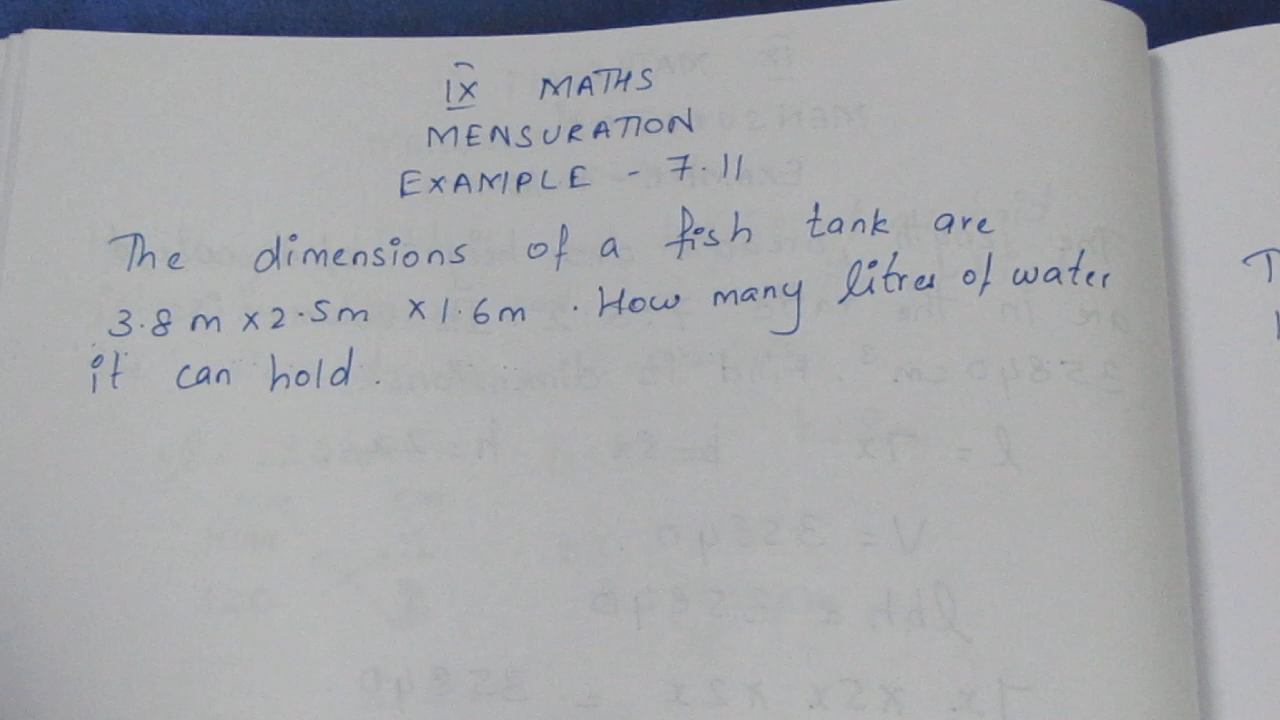 IX MATHS
MENSURATION
EXAMPLE - 7.11
The dimensions of a fish tank are
3.8 m x 2.5m x 1.6m. How many litres of water
it can hold.